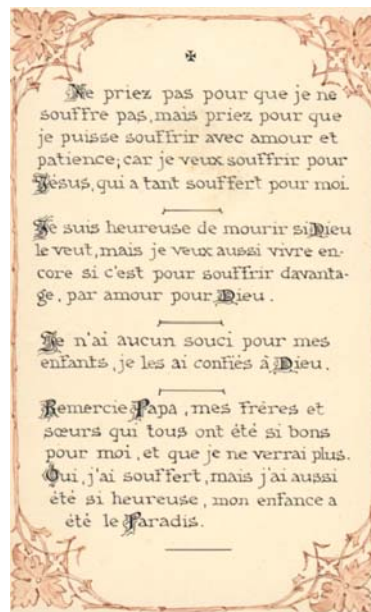 Ne priez pas pour que je ne
souffre pas, mais priez pour que
je puisse souffrir avec amour et
patience; car je veux souffrir pour
Jésus, qui a tant souffert pour moi.
Je suis heureuse de mourir si Dieu
le veut, mais je veux aussi vivre en-
core si c'est pour souffrir davanta-
ge, par amour pour Dieu.
Je n'ai aucun souci pour mes
enfants, je les ai confiés à Dieu.
Remercie Papa, mes fréres et
sœurs qui tous ont été si bons
pour moi, et que je ne verrai plus.
Oui, j'ai souffert, mais j'ai aussi
été si heureuse, mon enfance a
été le Paradis.